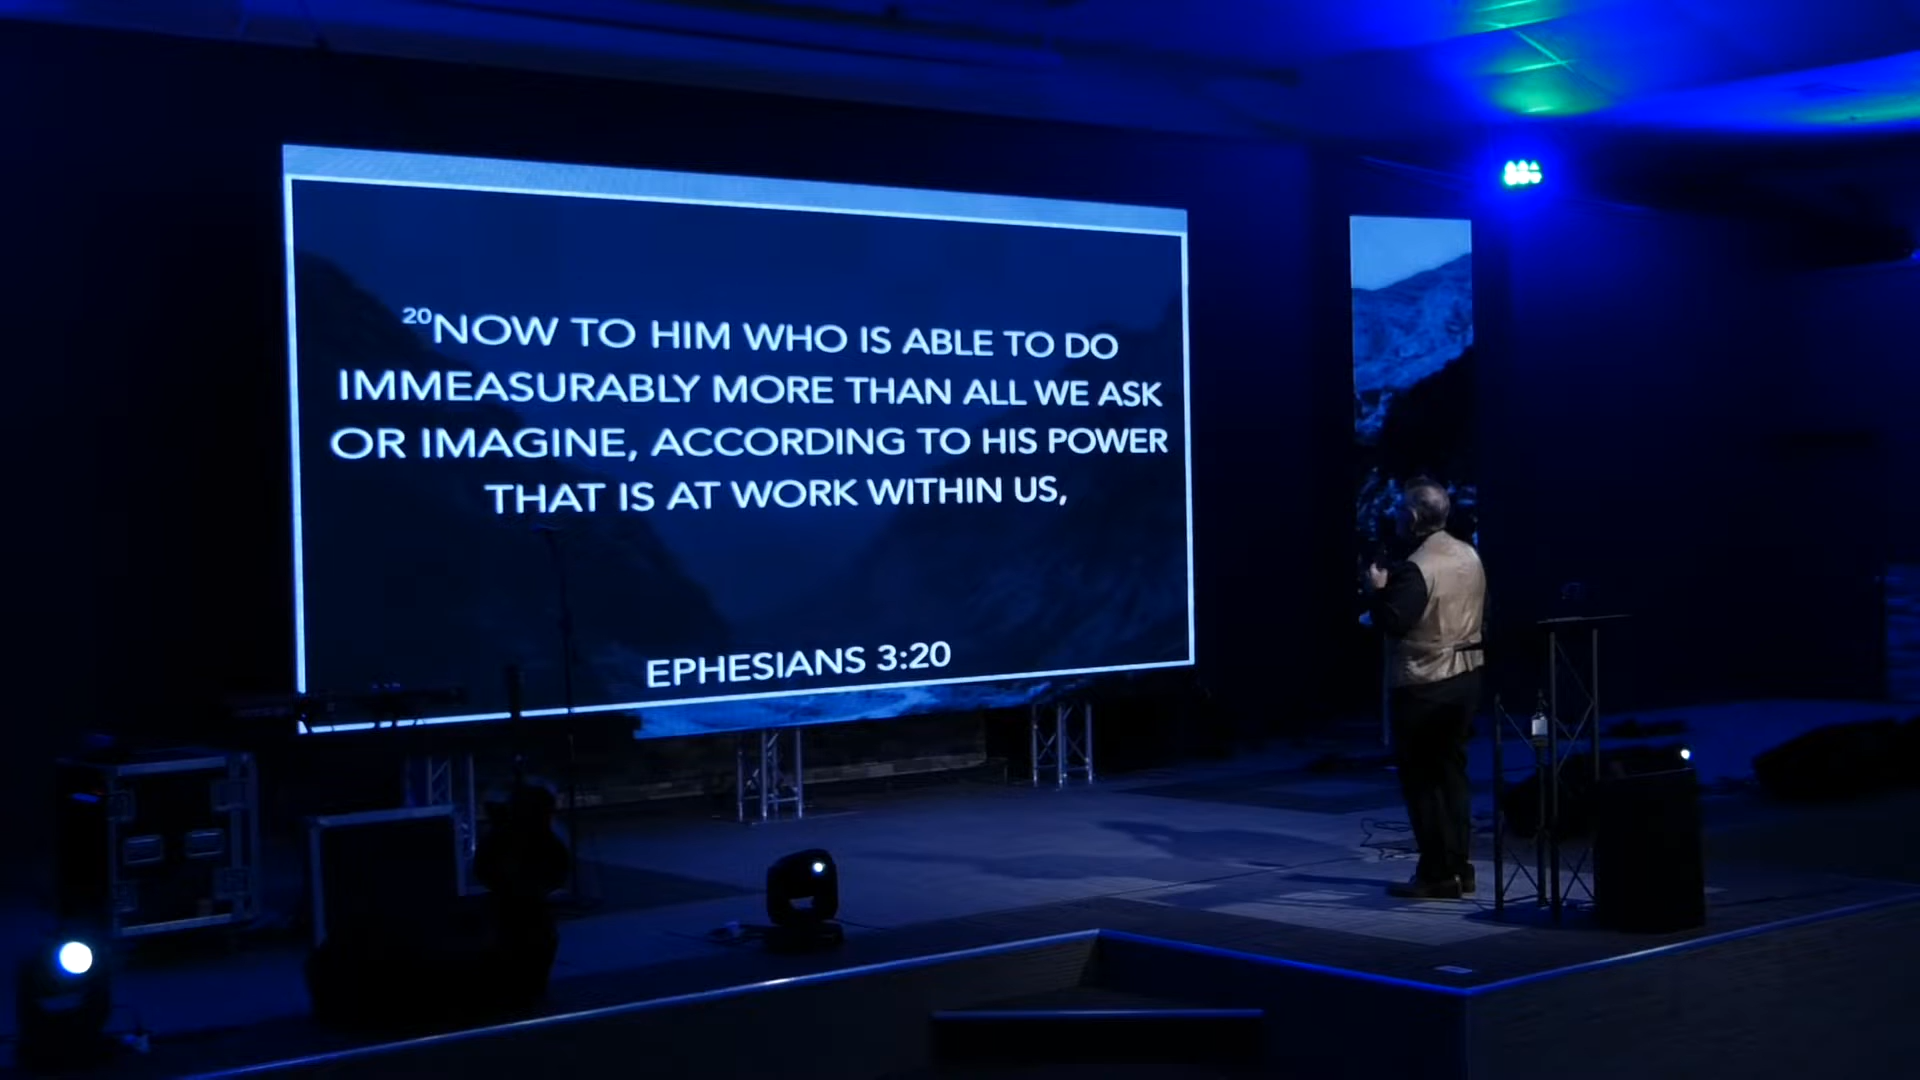 ²⁰NOW TO HIM WHO IS ABLE TO DO
IMMEASURABLY MORE THAN ALL WE ASK
OR IMAGINE, ACCORDING TO HIS POWER
THAT IS AT WORK WITHIN US,
EPHESIANS 3:20